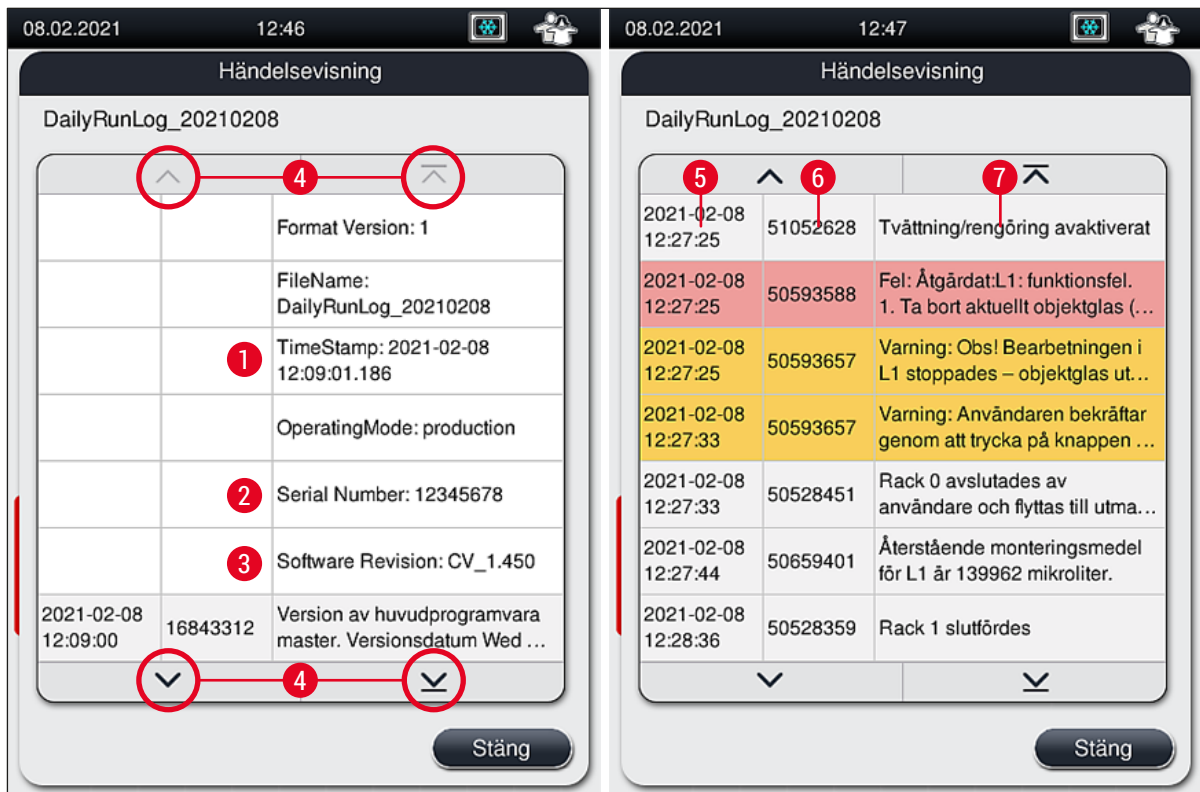 08.02.2021 12:46
Händelsevisning
DailyRunLog_20210208
4
Format Version: 1
FileName:
DailyRunLog_20210208
1
TimeStamp: 2021-02-08
12:09:01.186
OperatingMode: production
2
Serial Number: 12345678
3
Software Revision: CV_1.450
2021-02-08
12:09:00
16843312
Version av huvudprogramvara
master. Versionsdatum Wed ...
4
Stäng
08.02.2021 12:47
Händelsevisning
DailyRunLog_20210208
5 6 7
2021-02-08
12:27:25
51052628
Tvättning/rengöring avaktiverat
2021-02-08
12:27:25
50593588
Fel: Åtgärdat:L1: funktionsfel.
1. Ta bort aktuellt objektglas (...
2021-02-08
12:27:25
50593657
Varning: Obs! Bearbetningen i
L1 stoppades – objektglas ut...
2021-02-08
12:27:33
50593657
Varning: Användaren bekräftar
genom att trycka på knappen ...
2021-02-08
12:27:33
50528451
Rack 0 avslutades av
användare och flyttas till utma...
2021-02-08
12:27:44
50659401
Återstående monteringsmedel
för L1 är 139962 mikroliter.
2021-02-08
12:28:36
50528359
Rack 1 slutfördes
Stäng